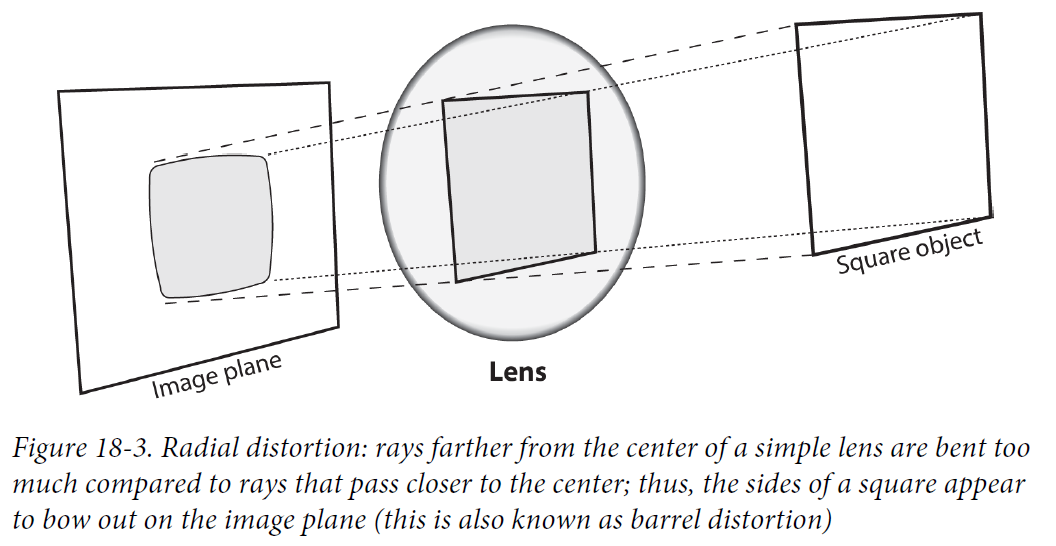 Square object
Lens
Image plane
Figure 18-3. Radial distortion: rays farther from the center of a simple lens are bent too
much compared to rays that pass closer to the center; thus, the sides of a square appear
to bow out on the image plane (this is also known as barrel distortion)